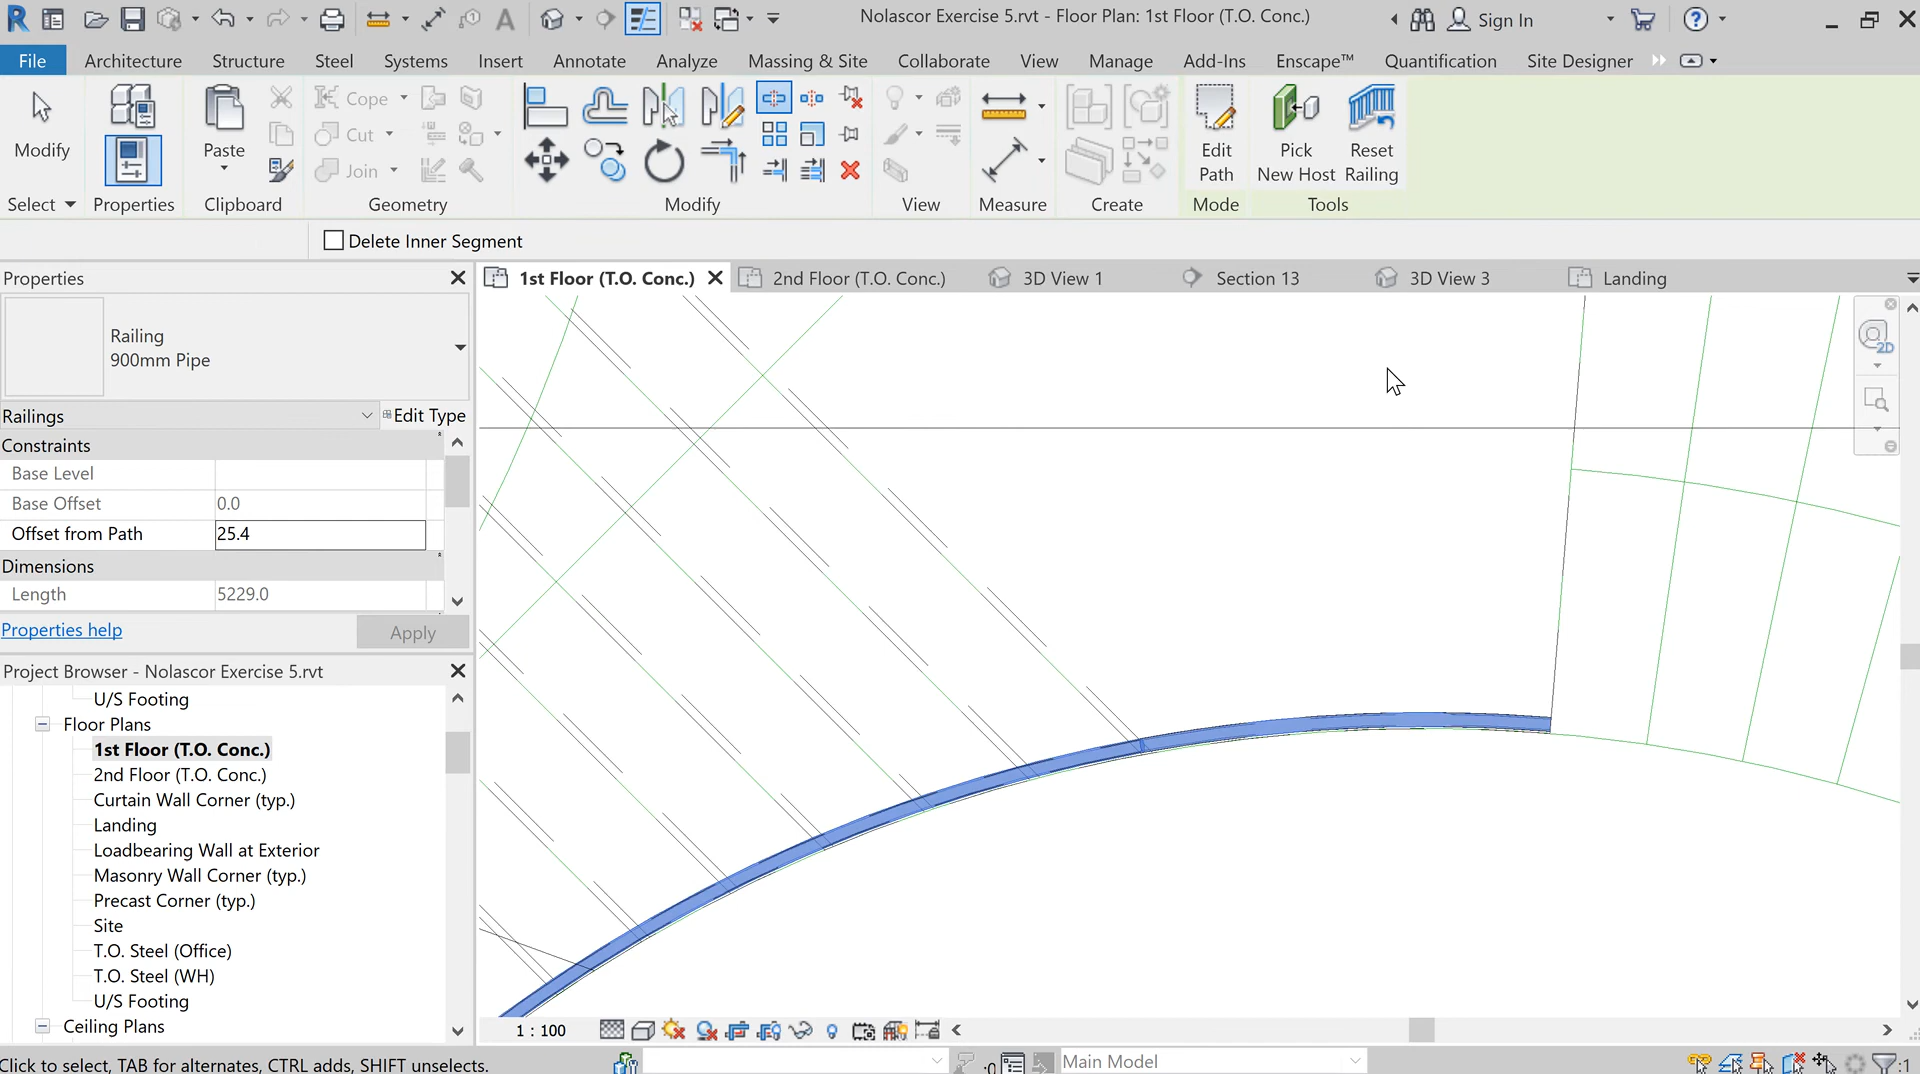 Nolascor Exercise 5.rvt - Floor Plan: 1st Floor (T.O. Conc.)
Sign In
File Architecture Structure Steel Systems Insert Annotate Analyze Massing & Site Collaborate View Manage Add-Ins Enscape™ Quantification Site Designer
Modify
Paste
Cope
Cut
Join
Edit Path
Pick New Host
Reset Railing
Select Properties Clipboard Geometry Modify View Measure Create Mode Tools
Delete Inner Segment
Properties
1st Floor (T.O. Conc.) 2nd Floor (T.O. Conc.) 3D View 1 Section 13 3D View 3 Landing
Railing
900mm Pipe
Railings Edit Type
Constraints
Base Level
Base Offset 0.0
Offset from Path 25.4
Dimensions
Length 5229.0
Properties help Apply
Project Browser - Nolascor Exercise 5.rvt
U/S Footing
Floor Plans
1st Floor (T.O. Conc.)
2nd Floor (T.O. Conc.)
Curtain Wall Corner (typ.)
Landing
Loadbearing Wall at Exterior
Masonry Wall Corner (typ.)
Precast Corner (typ.)
Site
T.O. Steel (Office)
T.O. Steel (WH)
U/S Footing
Ceiling Plans
2D
1 : 100
Click to select, TAB for alternates, CTRL adds, SHIFT unselects.
:0
Main Model
:1